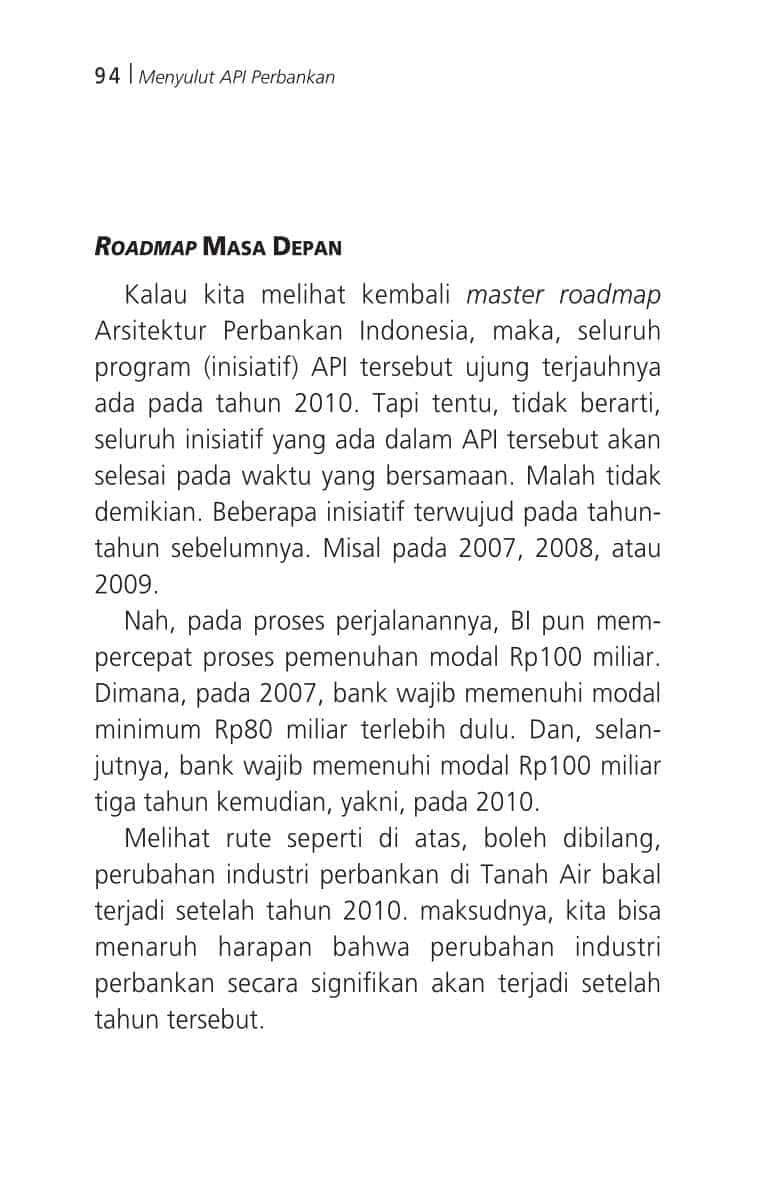 94 | Menyulut API Perbankan
ROADMAP MASA DEPAN
Kalau kita melihat kembali master roadmap
Arsitektur Perbankan Indonesia, maka, seluruh
program (inisiatif) API tersebut ujung terjauhnya
ada pada tahun 2010. Tapi tentu, tidak berarti,
seluruh inisiatif yang ada dalam API tersebut akan
selesai pada waktu yang bersamaan. Malah tidak
demikian. Beberapa inisiatif terwujud pada tahun-
tahun sebelumnya. Misal pada 2007, 2008, atau
2009.
Nah, pada proses perjalanannya, BI pun mem-
percepat proses pemenuhan modal Rp100 miliar.
Dimana, pada 2007, bank wajib memenuhi modal
minimum Rp80 miliar terlebih dulu. Dan, selan-
jutnya, bank wajib memenuhi modal Rp100 miliar
tiga tahun kemudian, yakni, pada 2010.
Melihat rute seperti di atas, boleh dibilang,
perubahan industri perbankan di Tanah Air bakal
terjadi setelah tahun 2010. maksudnya, kita bisa
menaruh harapan bahwa perubahan industri
perbankan secara signifikan akan terjadi setelah
tahun tersebut.